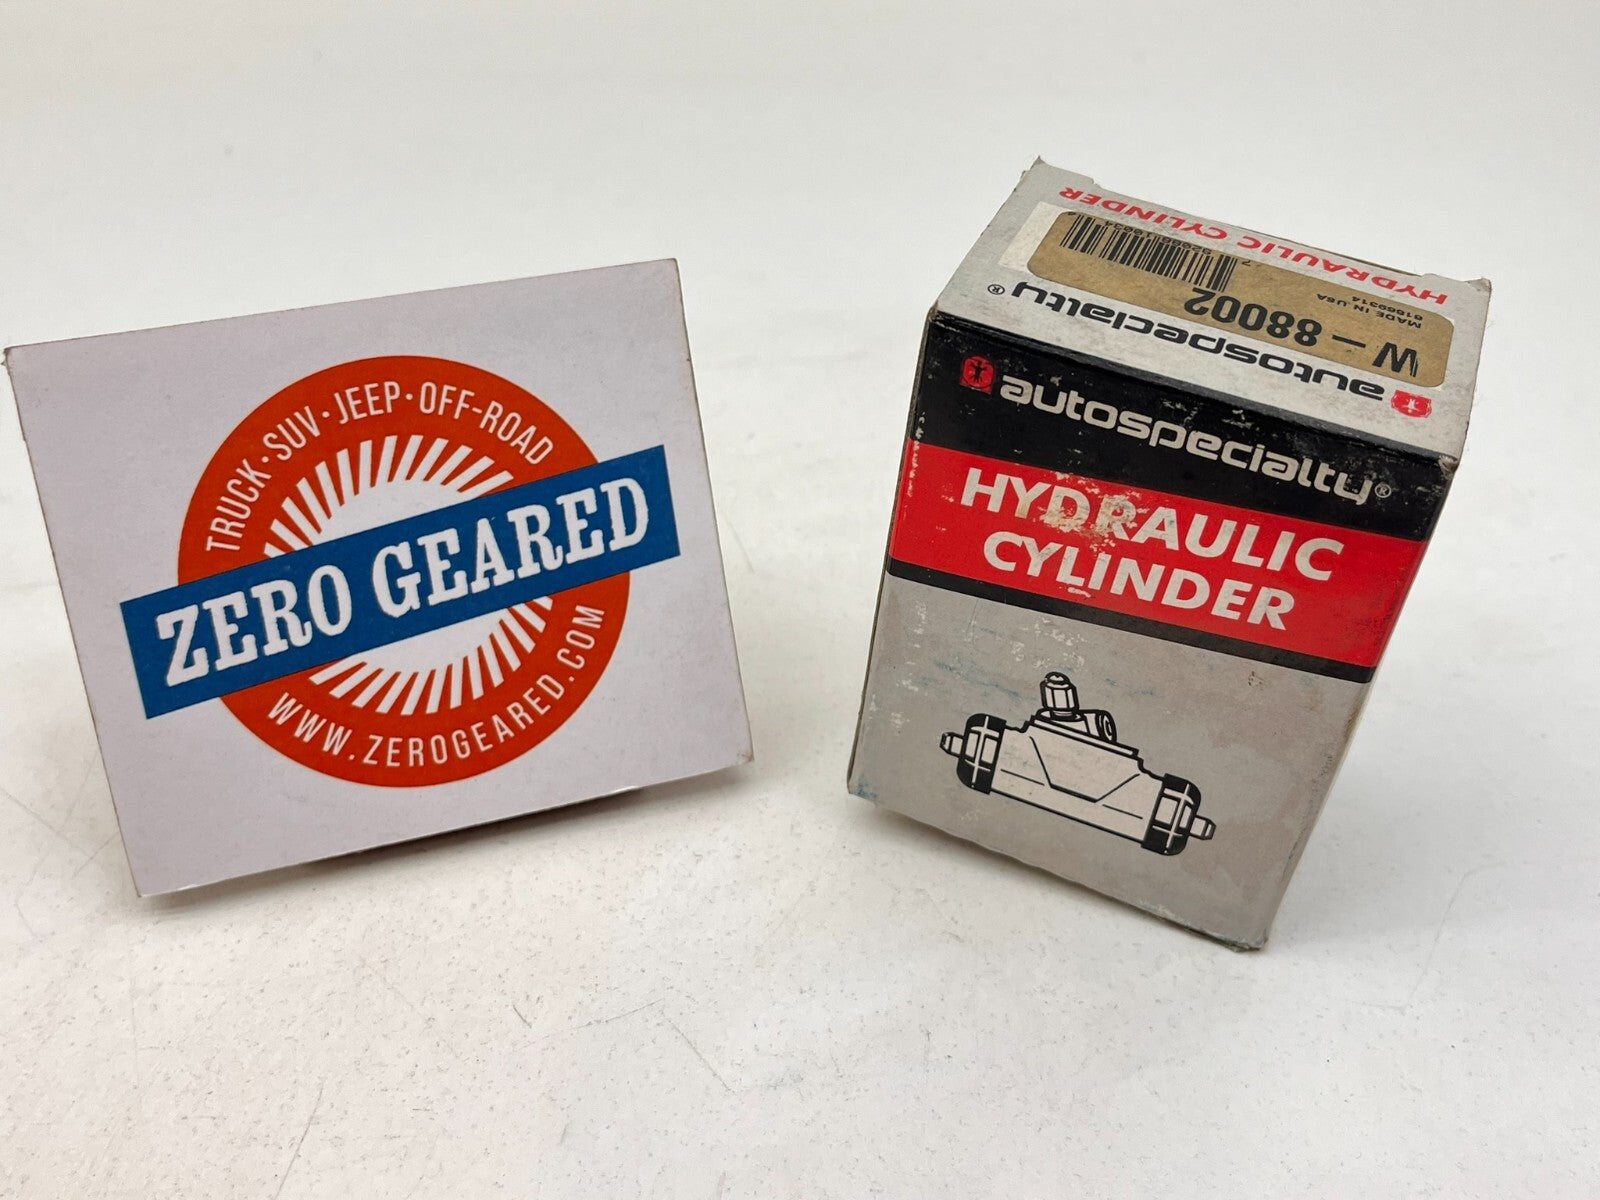 TRUCK · SUV · JEEP · OFF-ROAD
ZERO GEARED
WWW.ZEROGEARED.COM
HYDRAULIC CYLINDER
W-88002
MADE IN USA
autospecialty®
autospecialty®
HYDRAULIC
CYLINDER